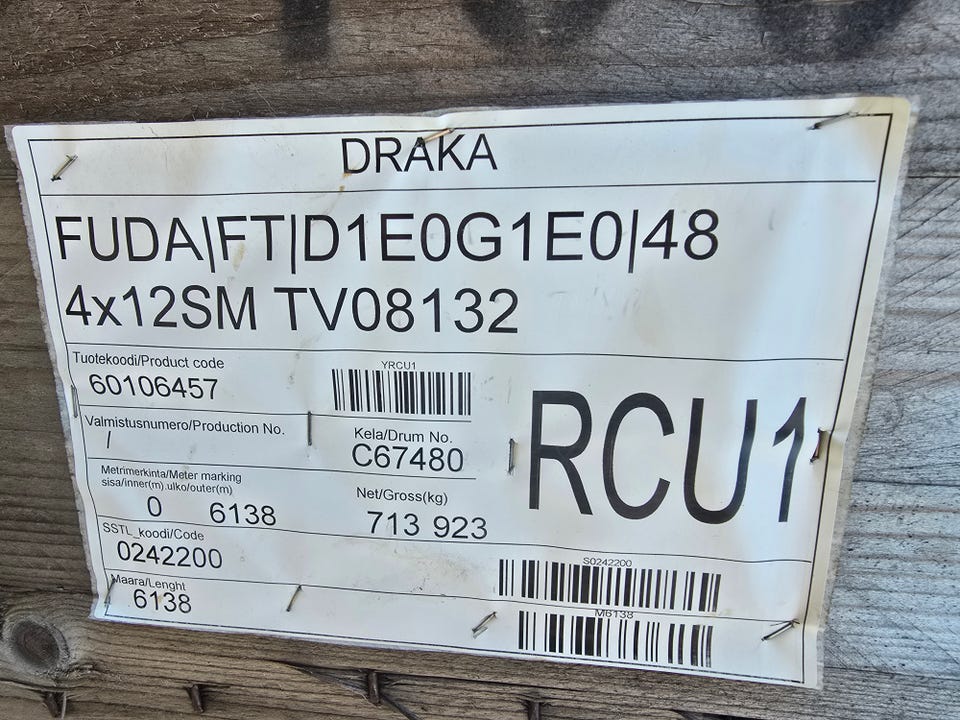 DRAKA
FUDA|FT|D1E0G1E0|48
4x12SM TV08132
Tuotekoodi/Product code
60106457
YRCU1
Valmistusnumero/Production No.
/
Kela/Drum No.
C67480
RCU1
Metrimerkinta/Meter marking
sisa/inner(m).ulko/outer(m)
0 6138
Net/Gross(kg)
713 923
SSTL_koodi/Code
0242200
S0242200
Maara/Lenght
6138
M6138